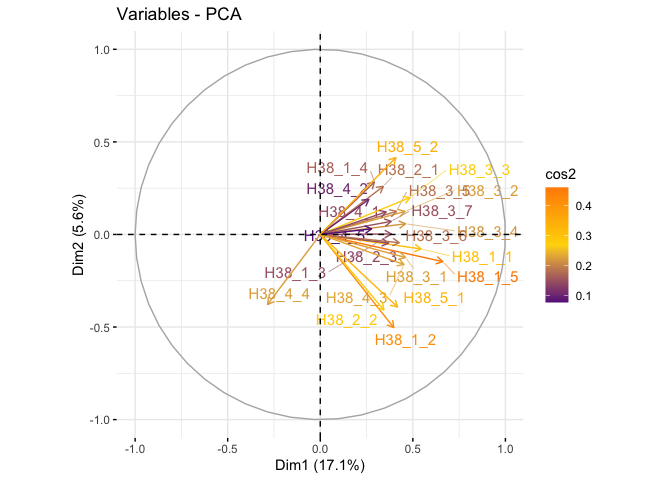 Variables - PCA
1.0
0.5
0.0
-0.5
-1.0
Dim2 (5.6%)
H38_5_2
H38_1_4
H38_2_1
H38_3_3
H38_4_2
H38_3_5
H38_3_2
H38_4_1
H38_3_7
H38_3_4
H38_3_6
H38_2_3
H38_1_1
H38_1_3
H38_3_1
H38_1_5
H38_4_4
H38_4_3
H38_5_1
H38_2_2
H38_1_2
-1.0
-0.5
0.0
0.5
1.0
Dim1 (17.1%)
cos2
0.4
0.3
0.2
0.1